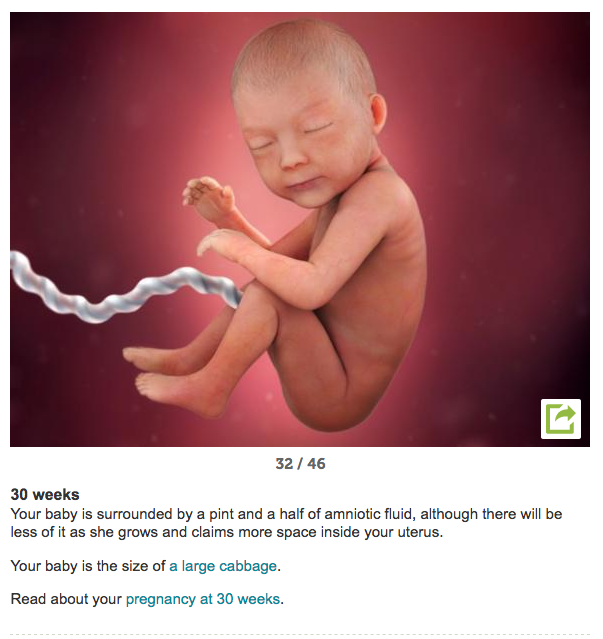 32 / 46
30 weeks
Your baby is surrounded by a pint and a half of amniotic fluid, although there will be
less of it as she grows and claims more space inside your uterus.
Your baby is the size of a large cabbage.
Read about your pregnancy at 30 weeks.